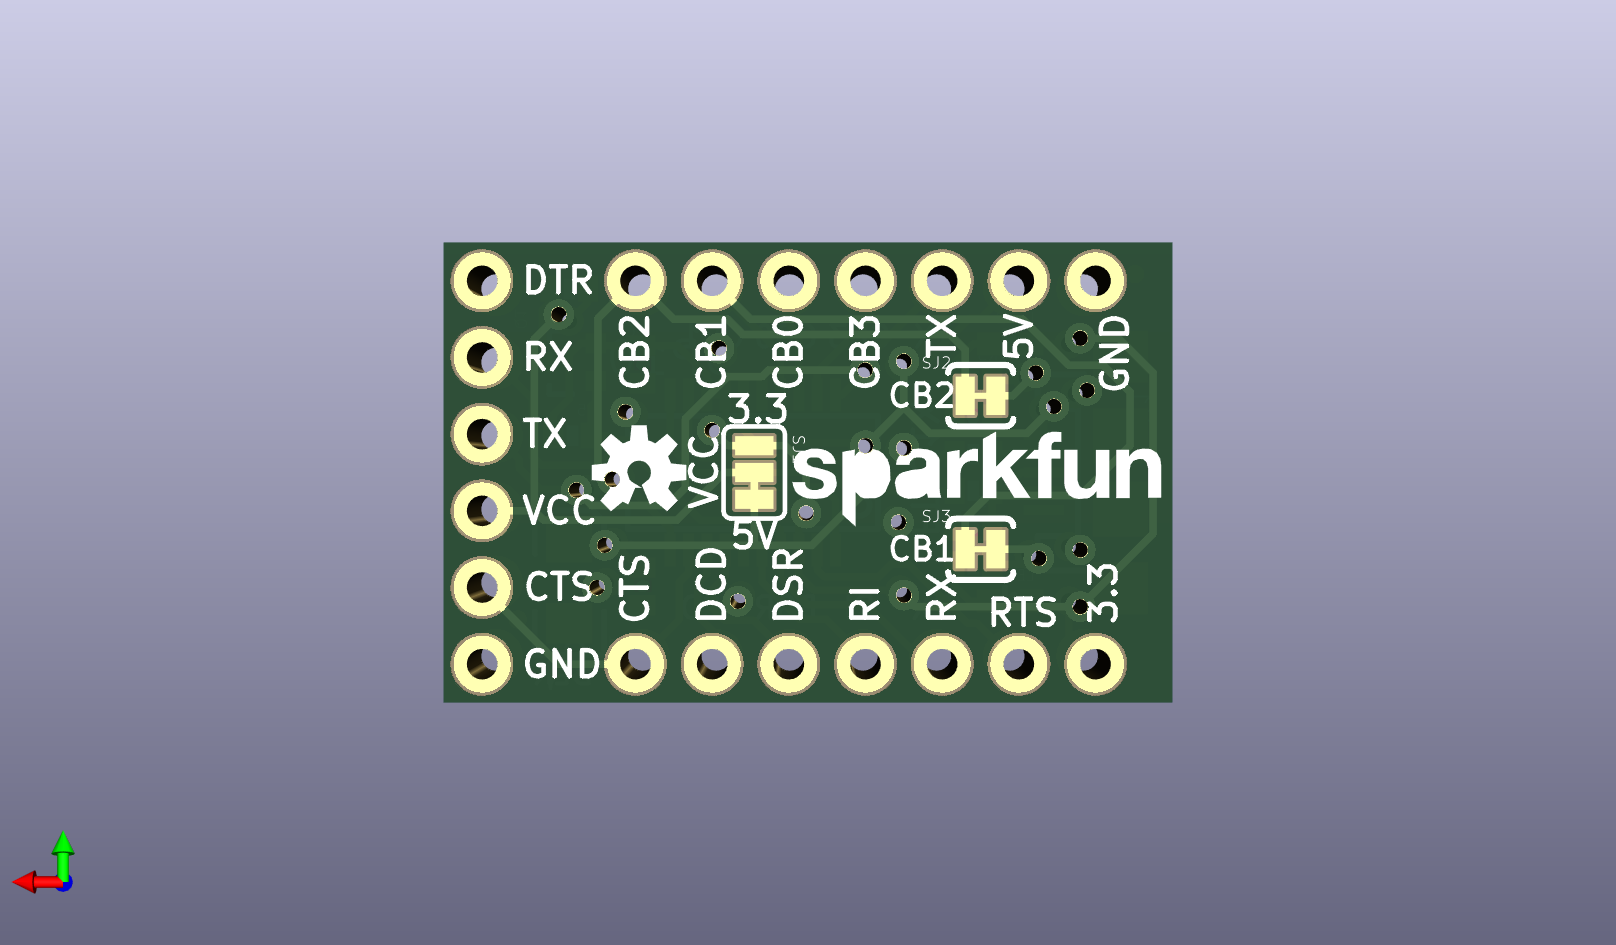 DTR
RX
TX
VCC
CTS
GND
CB2
CB1
CB0
CB3
TX
5V
GND
SJ2
CB2
3.3
VCC
5V
sparkfun
SJ3
CB1
CTS
DCD
DSR
RI
RX
RTS
3.3